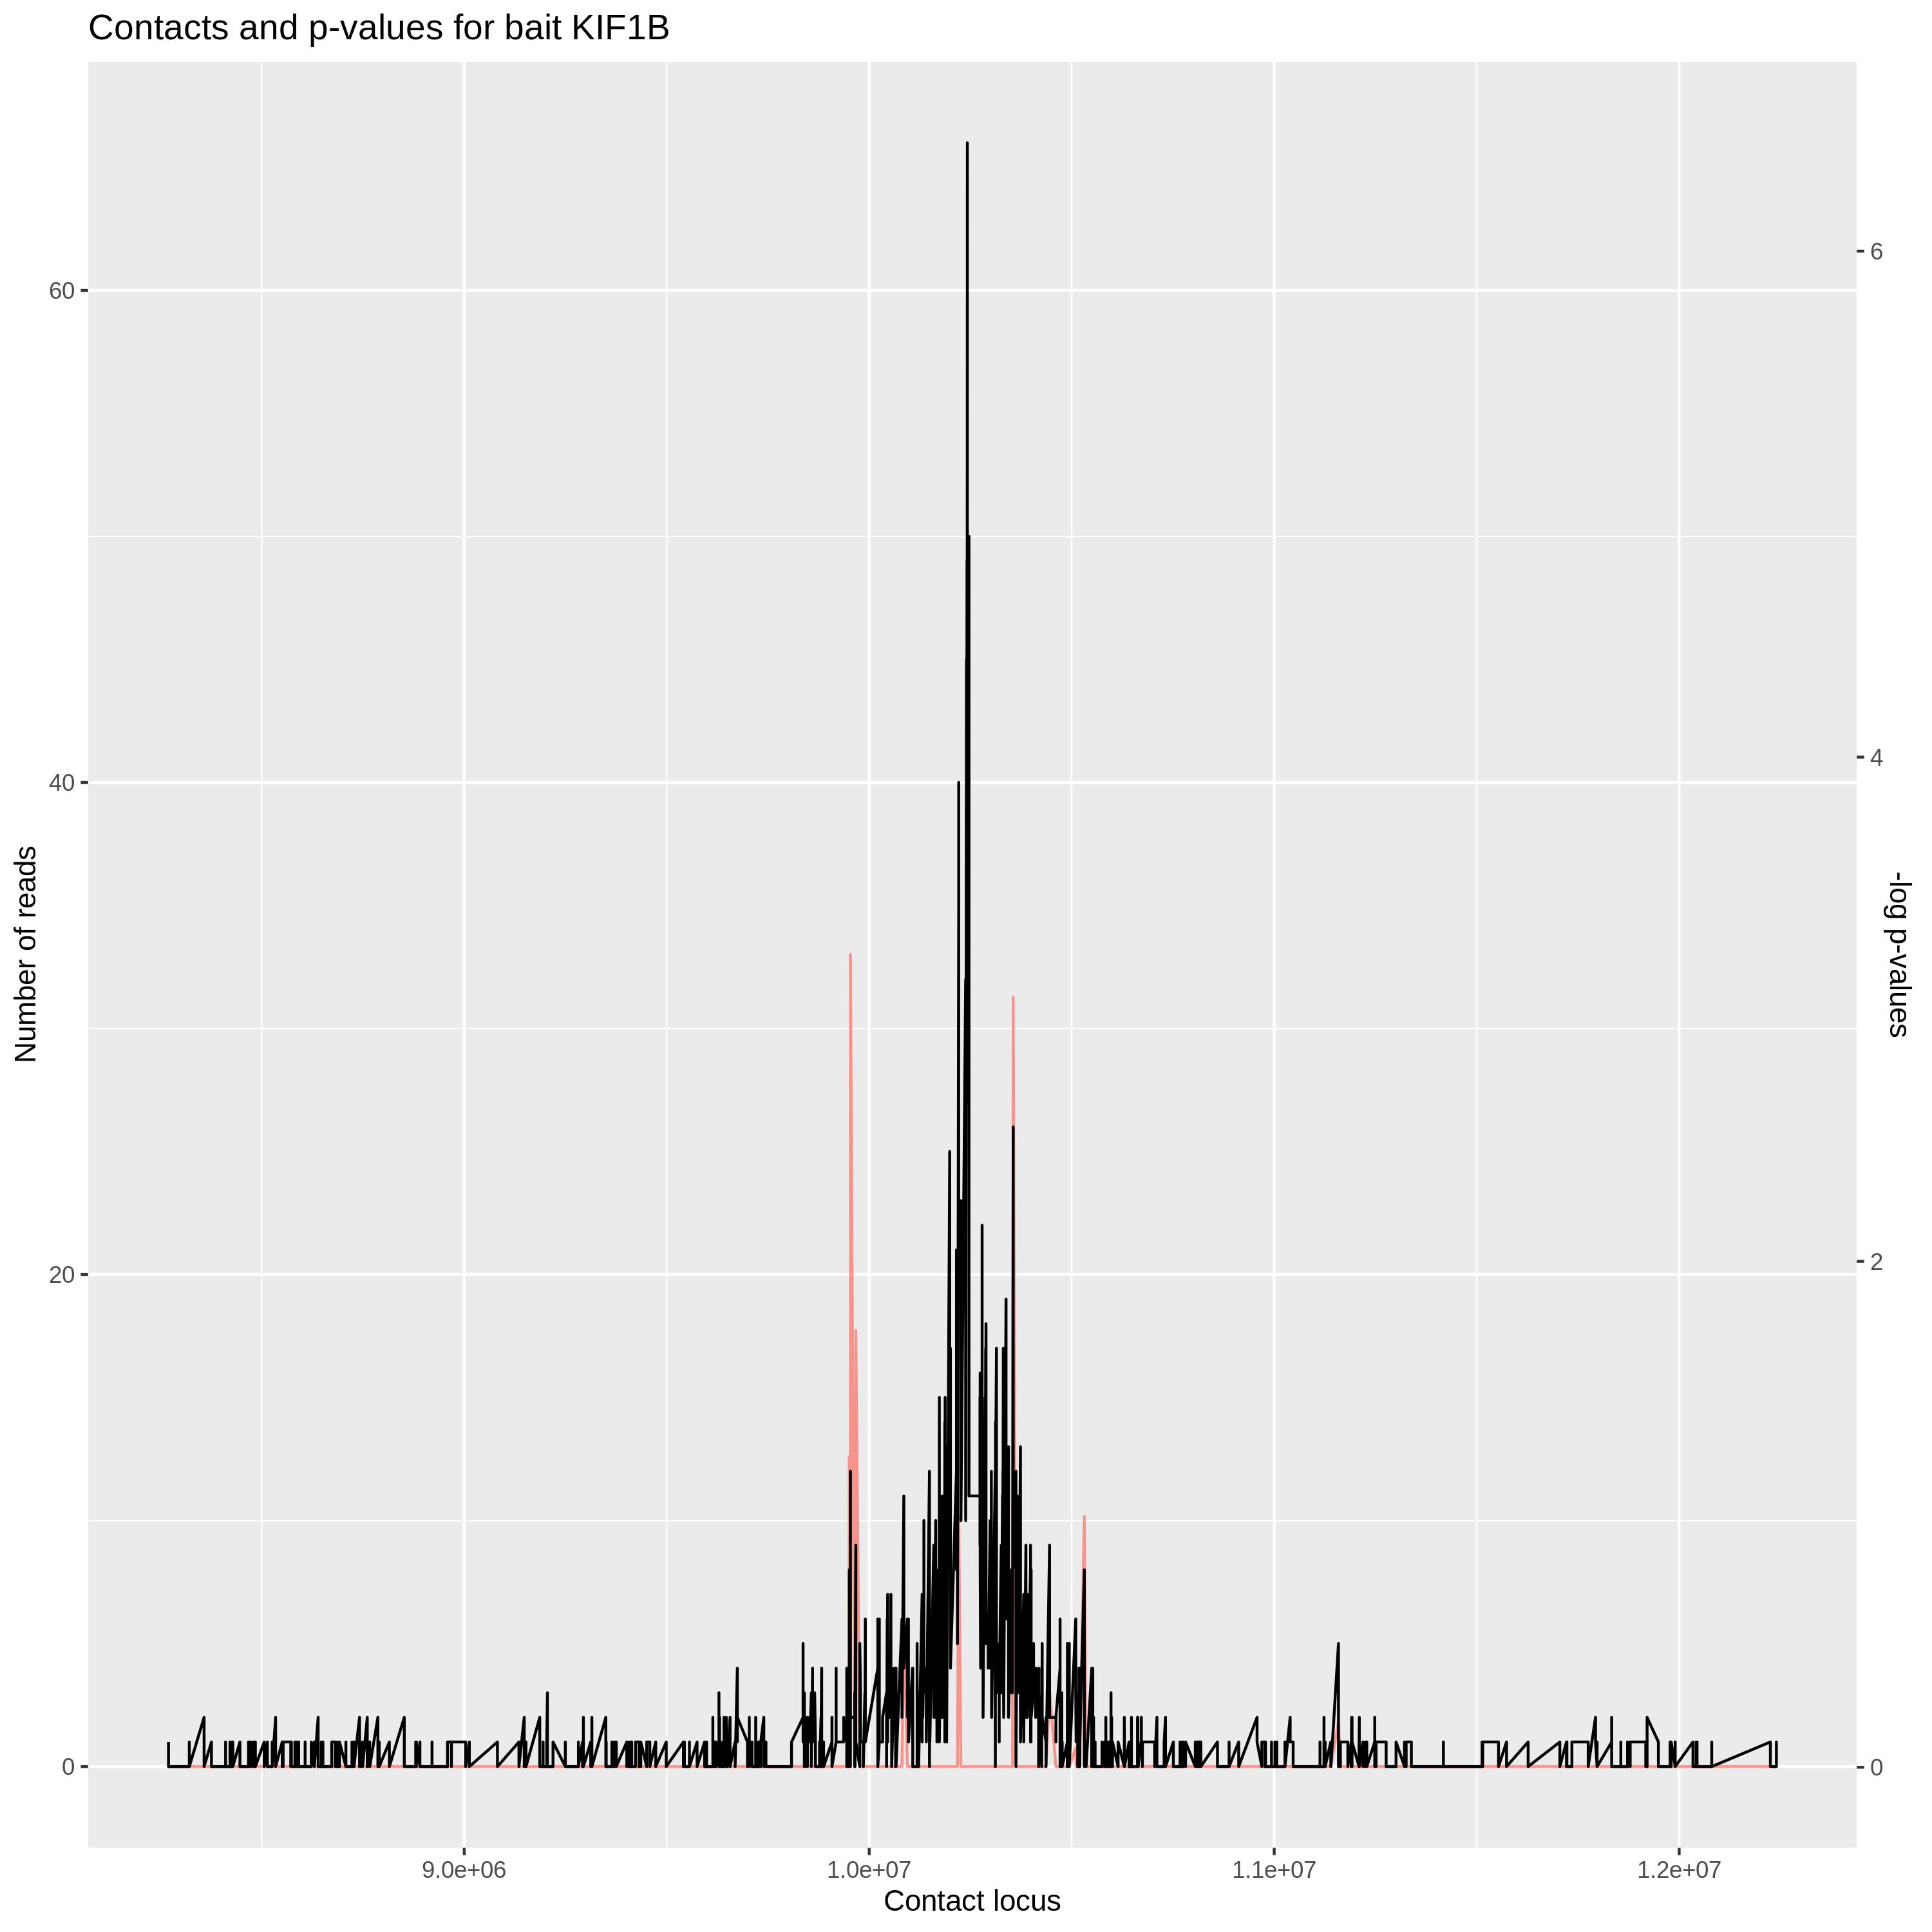 Contacts and p-values for bait KIF1B
60
40
20
0
6
4
2
0
Number of reads
-log p-values
9.0e+06 1.0e+07 1.1e+07 1.2e+07
Contact locus